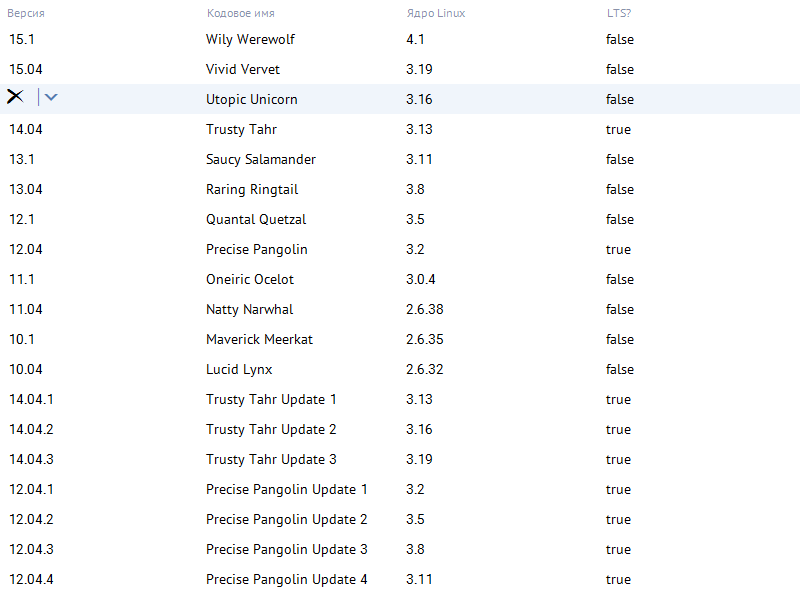 Версия Кодовое имя Ядро Linux LTS?
15.1 Wily Werewolf 4.1 false
15.04 Vivid Vervet 3.19 false
Utopic Unicorn 3.16 false
14.04 Trusty Tahr 3.13 true
13.1 Saucy Salamander 3.11 false
13.04 Raring Ringtail 3.8 false
12.1 Quantal Quetzal 3.5 false
12.04 Precise Pangolin 3.2 true
11.1 Oneiric Ocelot 3.0.4 false
11.04 Natty Narwhal 2.6.38 false
10.1 Maverick Meerkat 2.6.35 false
10.04 Lucid Lynx 2.6.32 false
14.04.1 Trusty Tahr Update 1 3.13 true
14.04.2 Trusty Tahr Update 2 3.16 true
14.04.3 Trusty Tahr Update 3 3.19 true
12.04.1 Precise Pangolin Update 1 3.2 true
12.04.2 Precise Pangolin Update 2 3.5 true
12.04.3 Precise Pangolin Update 3 3.8 true
12.04.4 Precise Pangolin Update 4 3.11 true